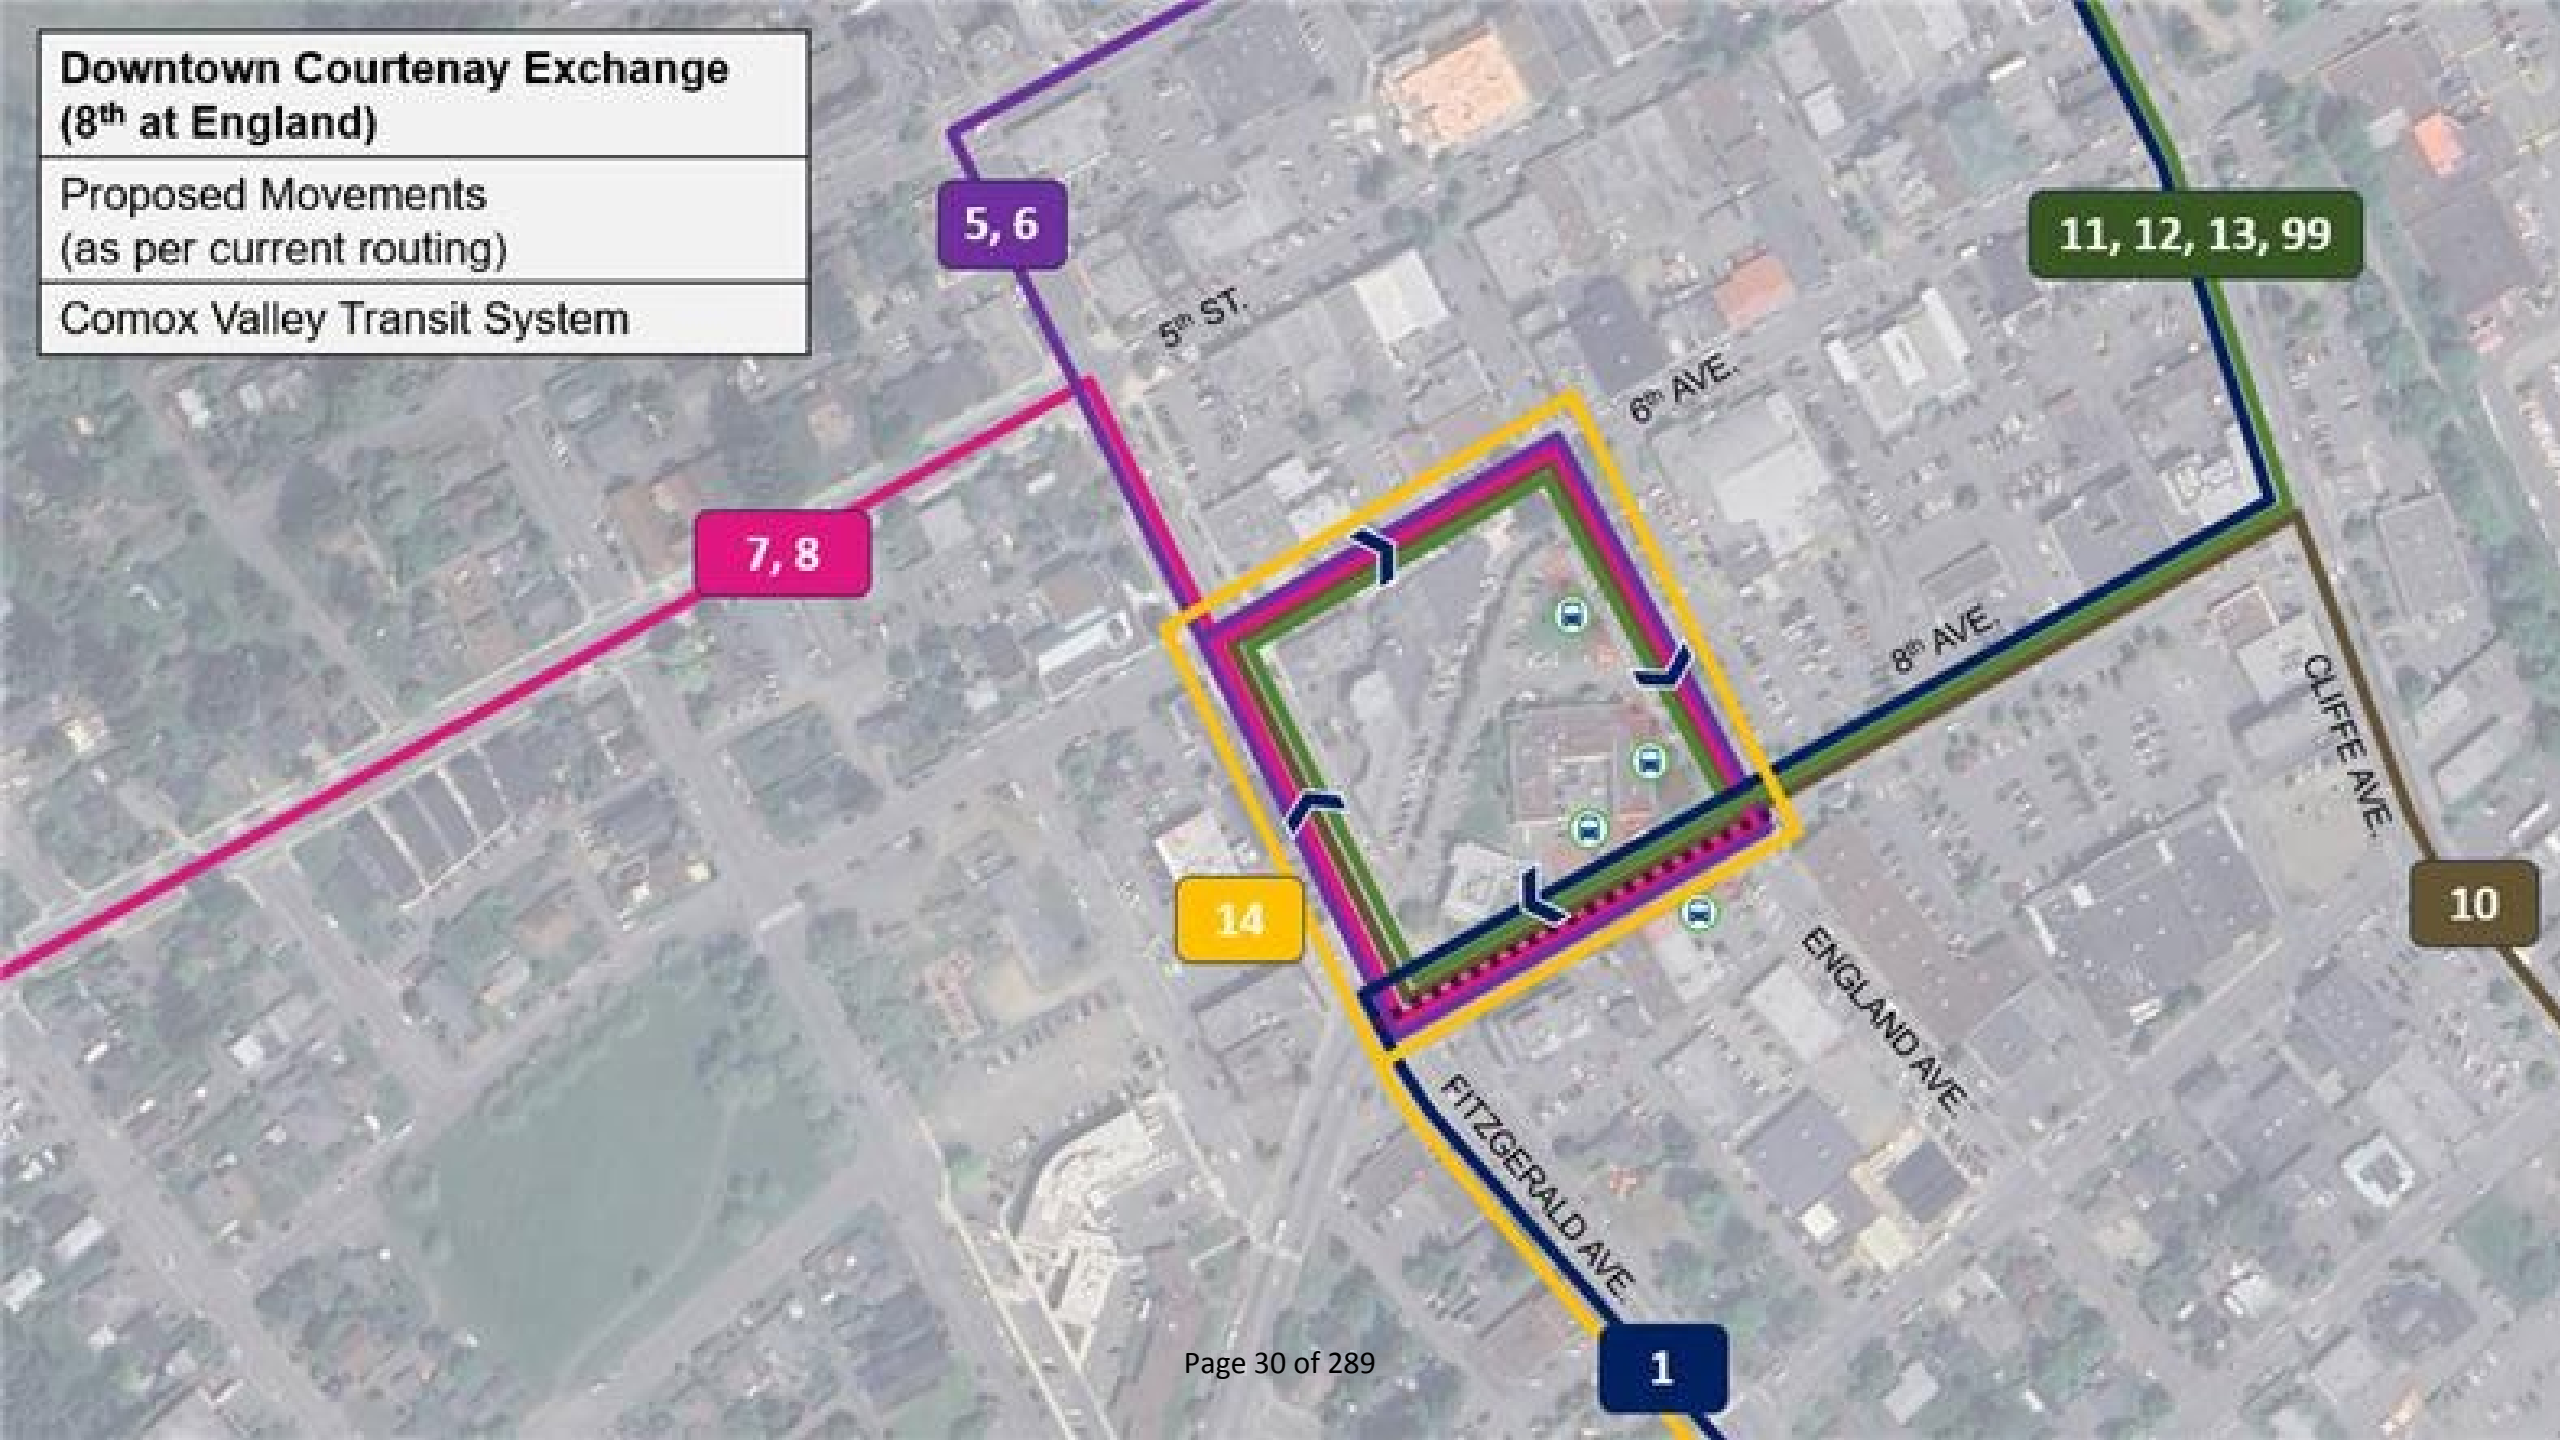 Downtown Courtenay Exchange
(8th at England)
Proposed Movements
(as per current routing)
Comox Valley Transit System
5, 6
11, 12, 13, 99
5th ST.
6th AVE.
7, 8
8th AVE.
CLIFFE AVE.
14
10
ENGLAND AVE.
FITZGERALD AVE.
Page 30 of 289
1